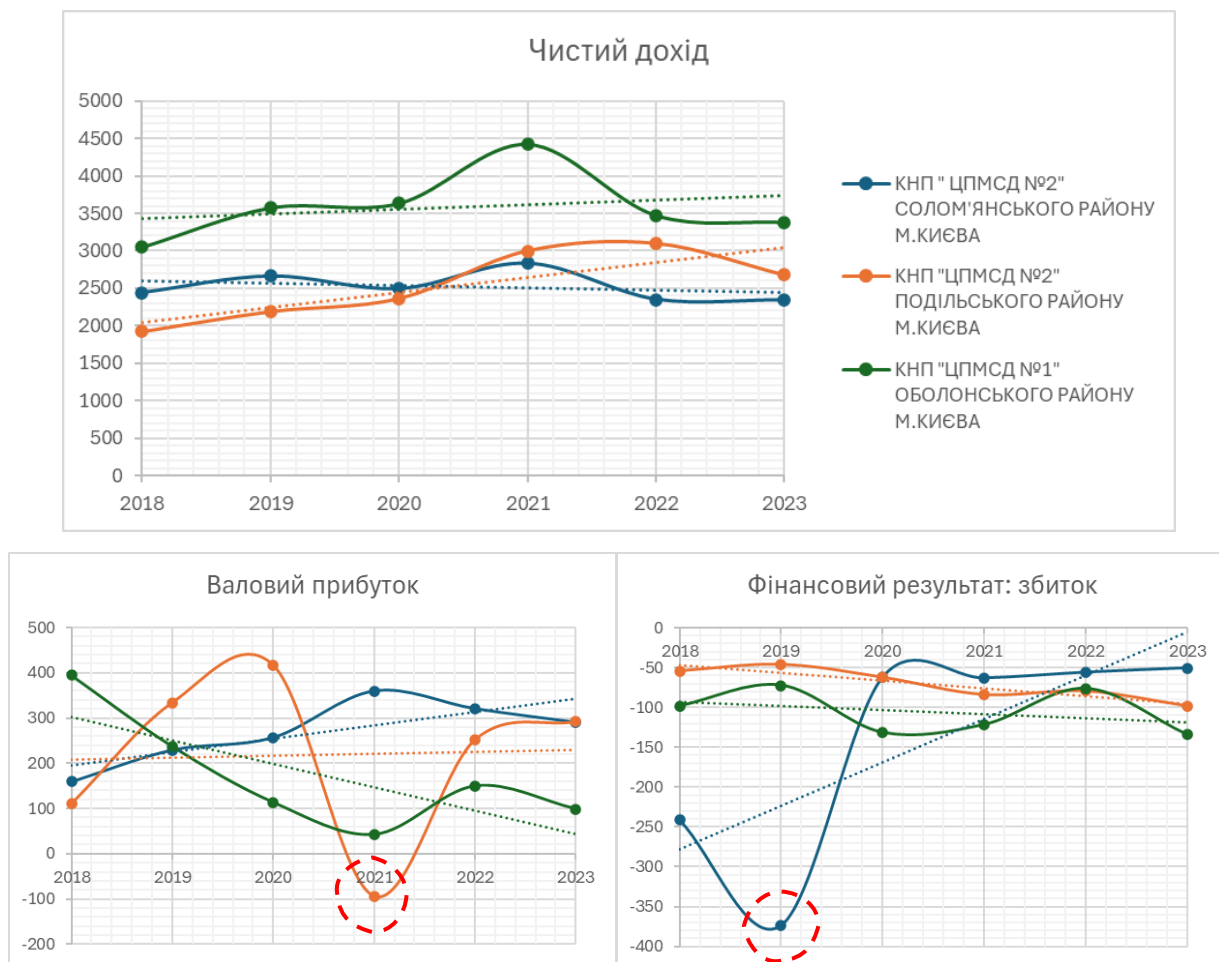 Чистий дохід
5000
4500
4000
3500
3000
2500
2000
1500
1000
500
0
2018 2019 2020 2021 2022 2023
КНП " ЦПМСД №2"
СОЛОМ'ЯНСЬКОГО РАЙОНУ
М.КИЄВА
КНП "ЦПМСД №2"
ПОДІЛЬСЬКОГО РАЙОНУ
М.КИЄВА
КНП "ЦПМСД №1"
ОБОЛОНСЬКОГО РАЙОНУ
М.КИЄВА
Валовий прибуток
500
400
300
200
100
0
2018 2019 2020 2021 2022 2023
-100
-200
Фінансовий результат: збиток
0
2018 2019 2020 2021 2022 2023
-50
-100
-150
-200
-250
-300
-350
-400